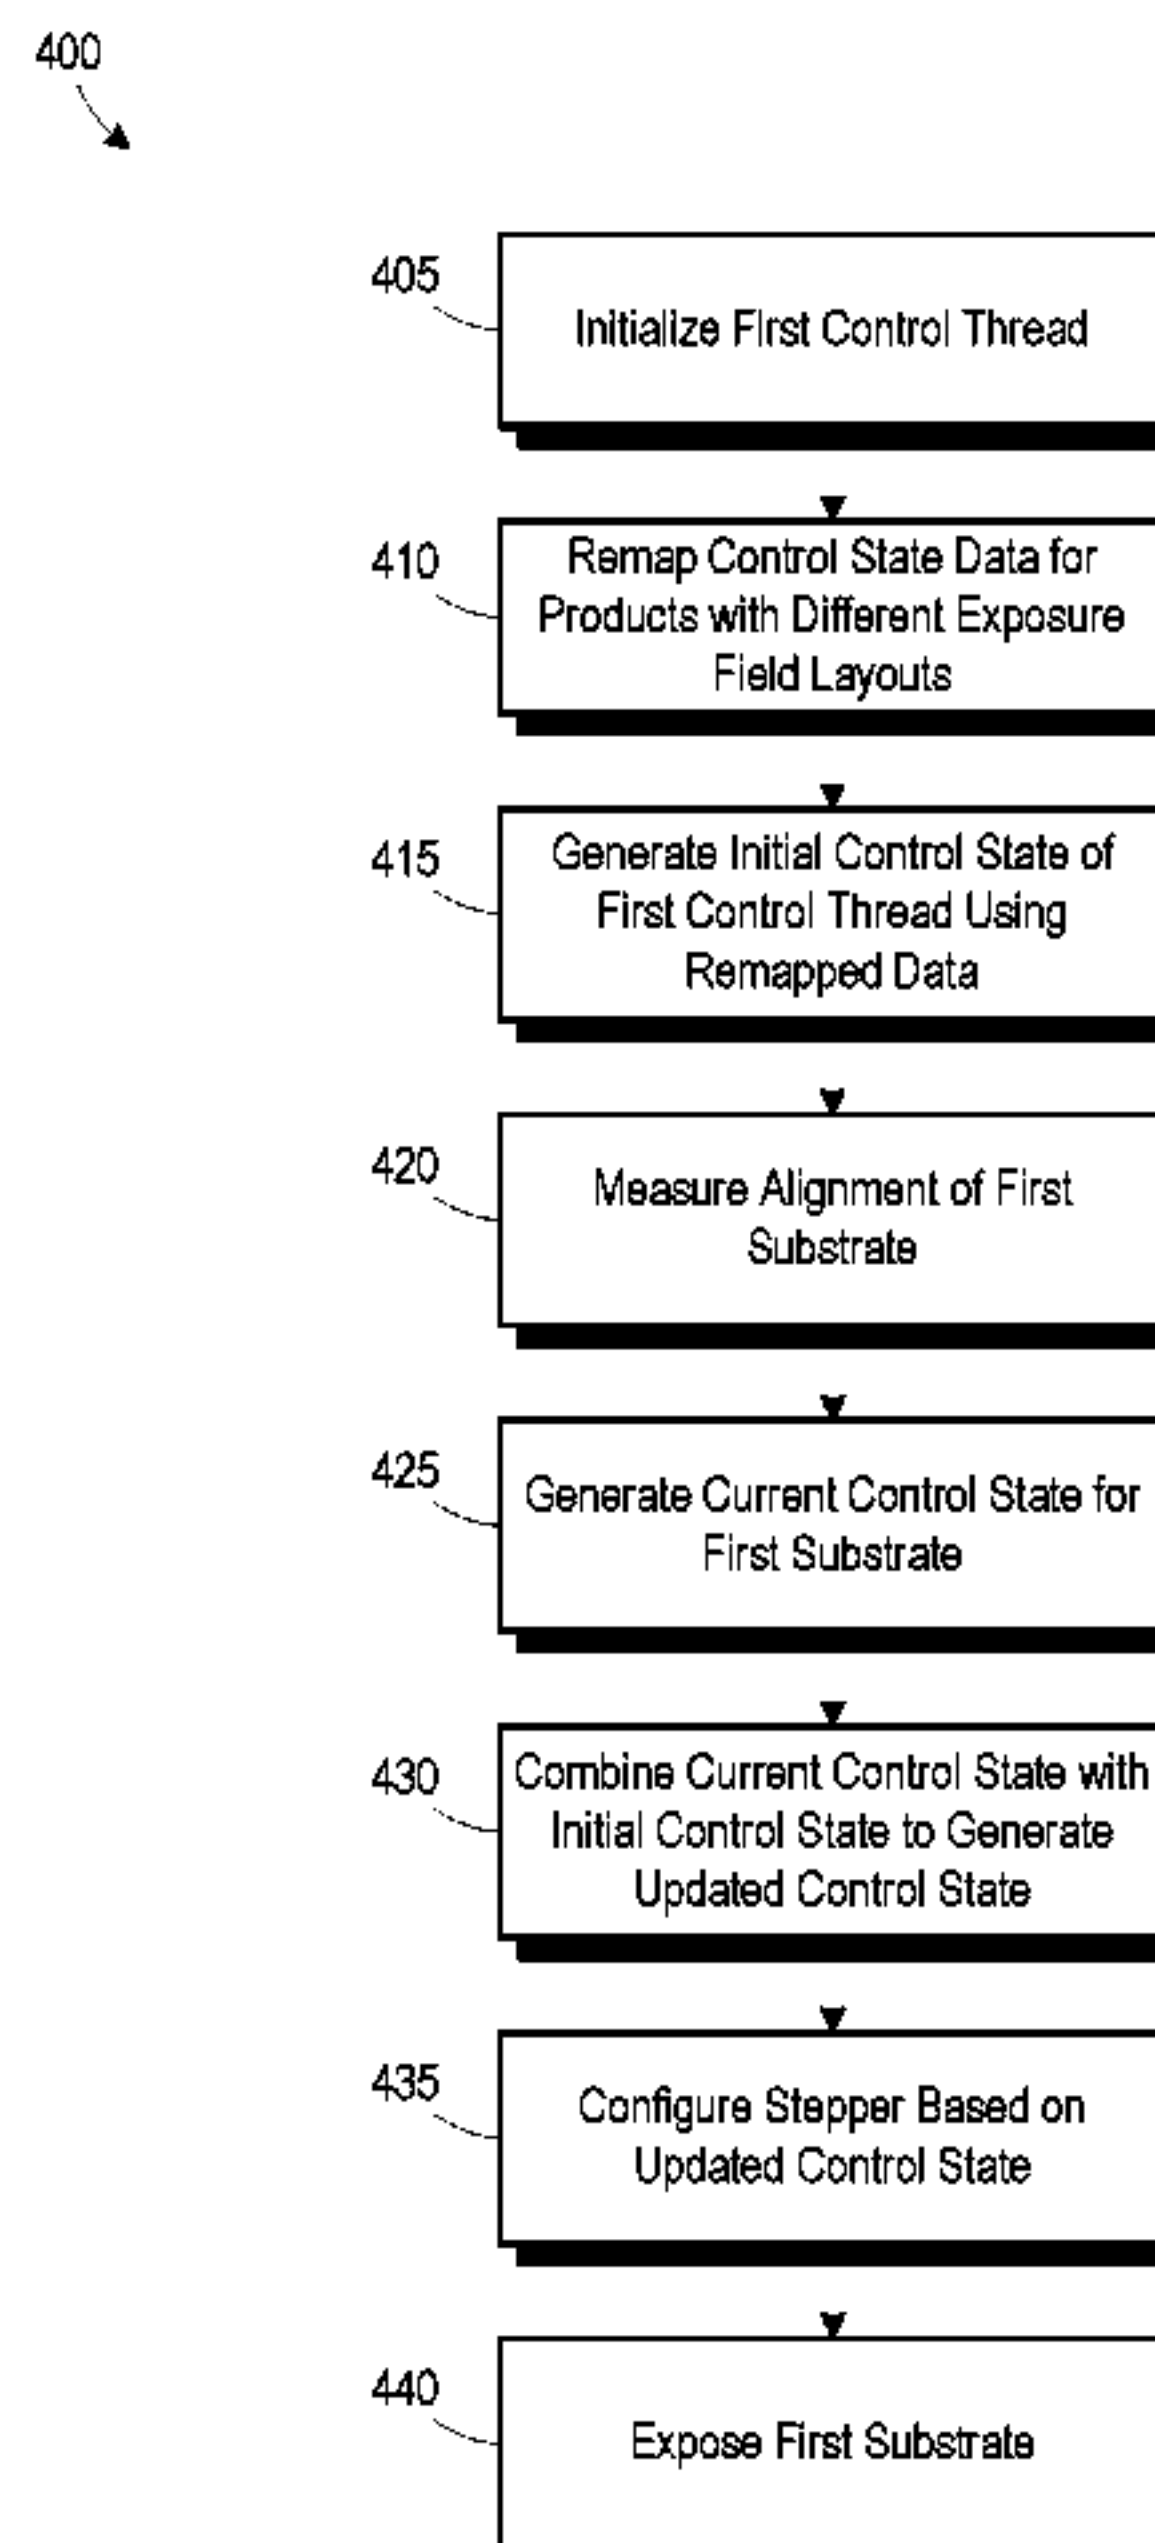 400
405
Initialize First Control Thread
410
Remap Control State Data for
Products with Different Exposure
Field Layouts
415
Generate Initial Control State of
First Control Thread Using
Remapped Data
420
Measure Alignment of First
Substrate
425
Generate Current Control State for
First Substrate
430
Combine Current Control State with
Initial Control State to Generate
Updated Control State
435
Configure Stepper Based on
Updated Control State
440
Expose First Substrate